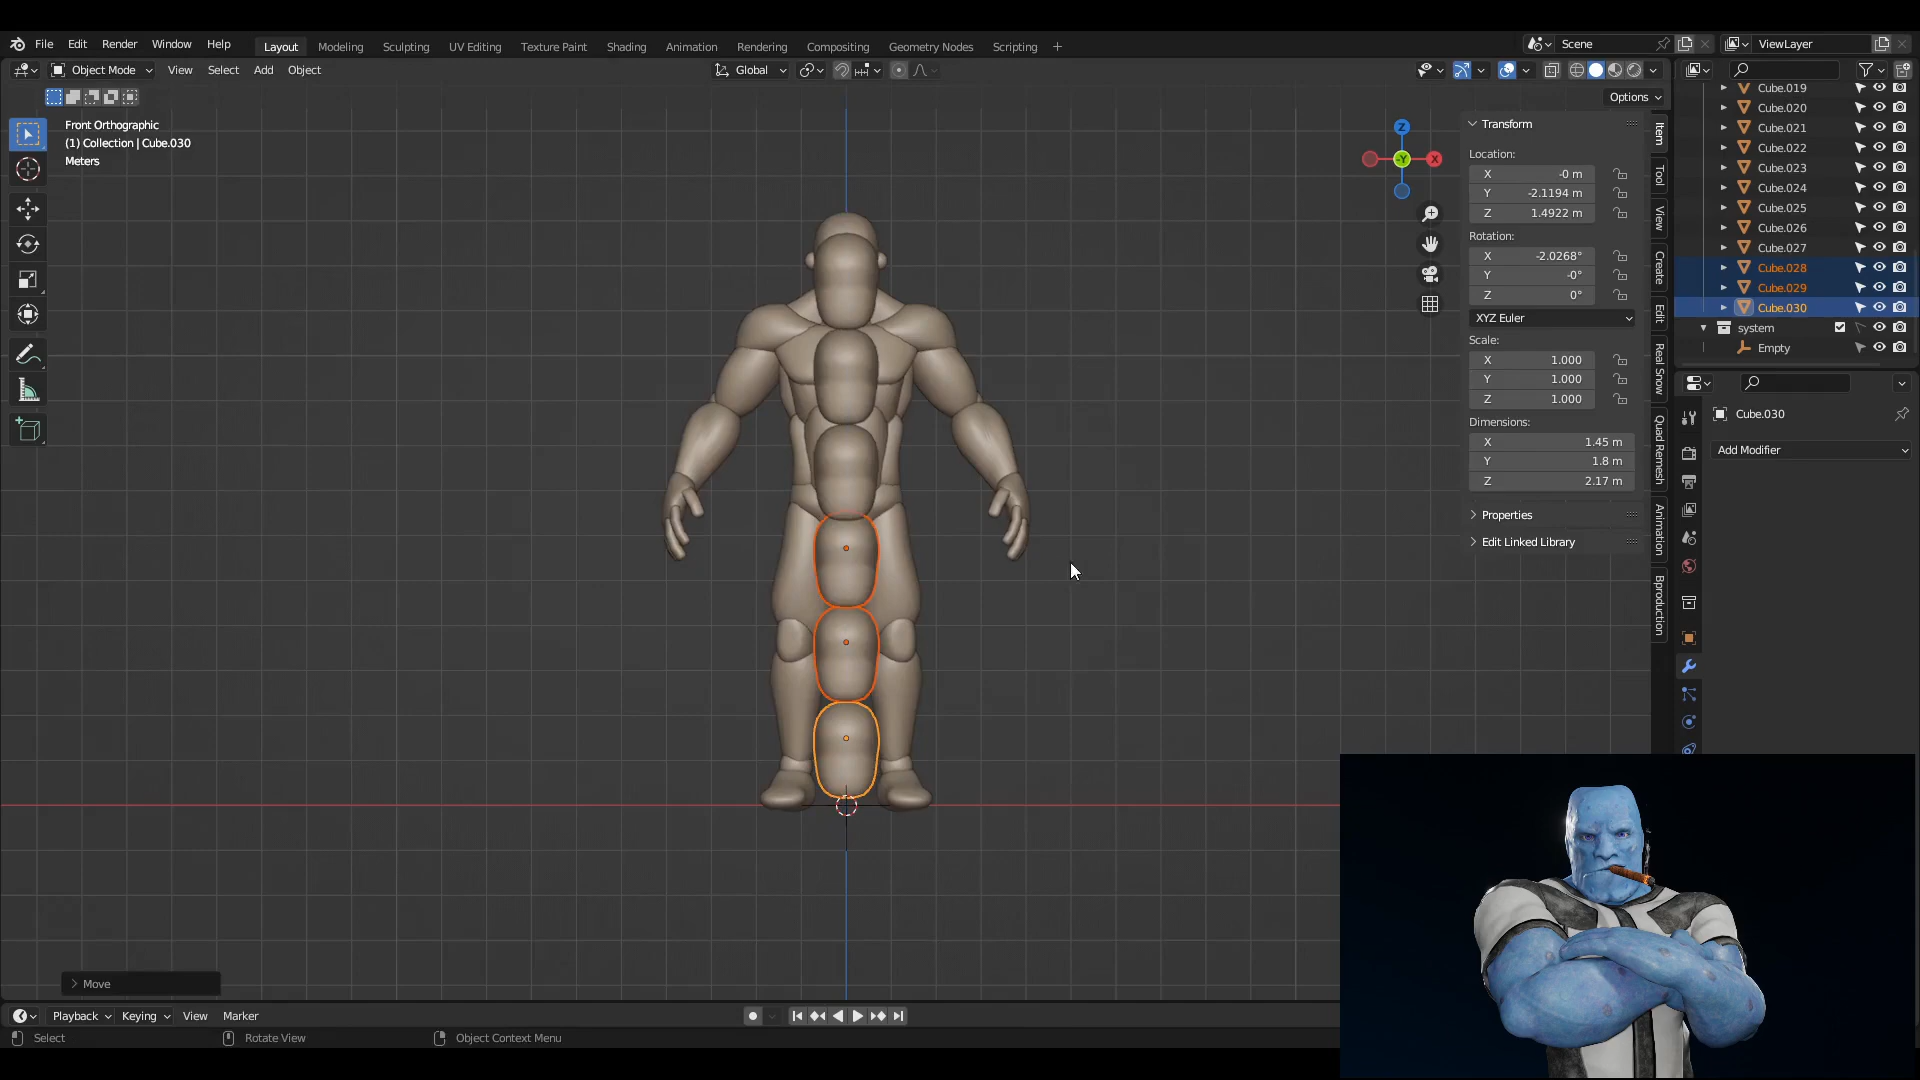 File Edit Render Window Help Layout Modeling Sculpting UV Editing Texture Paint Shading Animation Rendering Compositing Geometry Nodes Scripting + Scene ViewLayer
Object Mode View Select Add Object Global
Options
Front Orthographic
(1) Collection | Cube.030
Meters
Z
-Y
X
Transform
Location:
X -0 m
Y -2.1194 m
Z 1.4922 m
Rotation:
X -2.0268°
Y -0°
Z 0°
XYZ Euler
Scale:
X 1.000
Y 1.000
Z 1.000
Dimensions:
X 1.45 m
Y 1.8 m
Z 2.17 m
Properties
Edit Linked Library
Item
Tool
View
Create
Edit
Real Snow
Quad Remesh
Animation
Bproduction
Cube.019
Cube.020
Cube.021
Cube.022
Cube.023
Cube.024
Cube.025
Cube.026
Cube.027
Cube.028
Cube.029
Cube.030
system
Empty
Cube.030
Add Modifier
Move
Playback Keying View Marker
Select Rotate View Object Context Menu